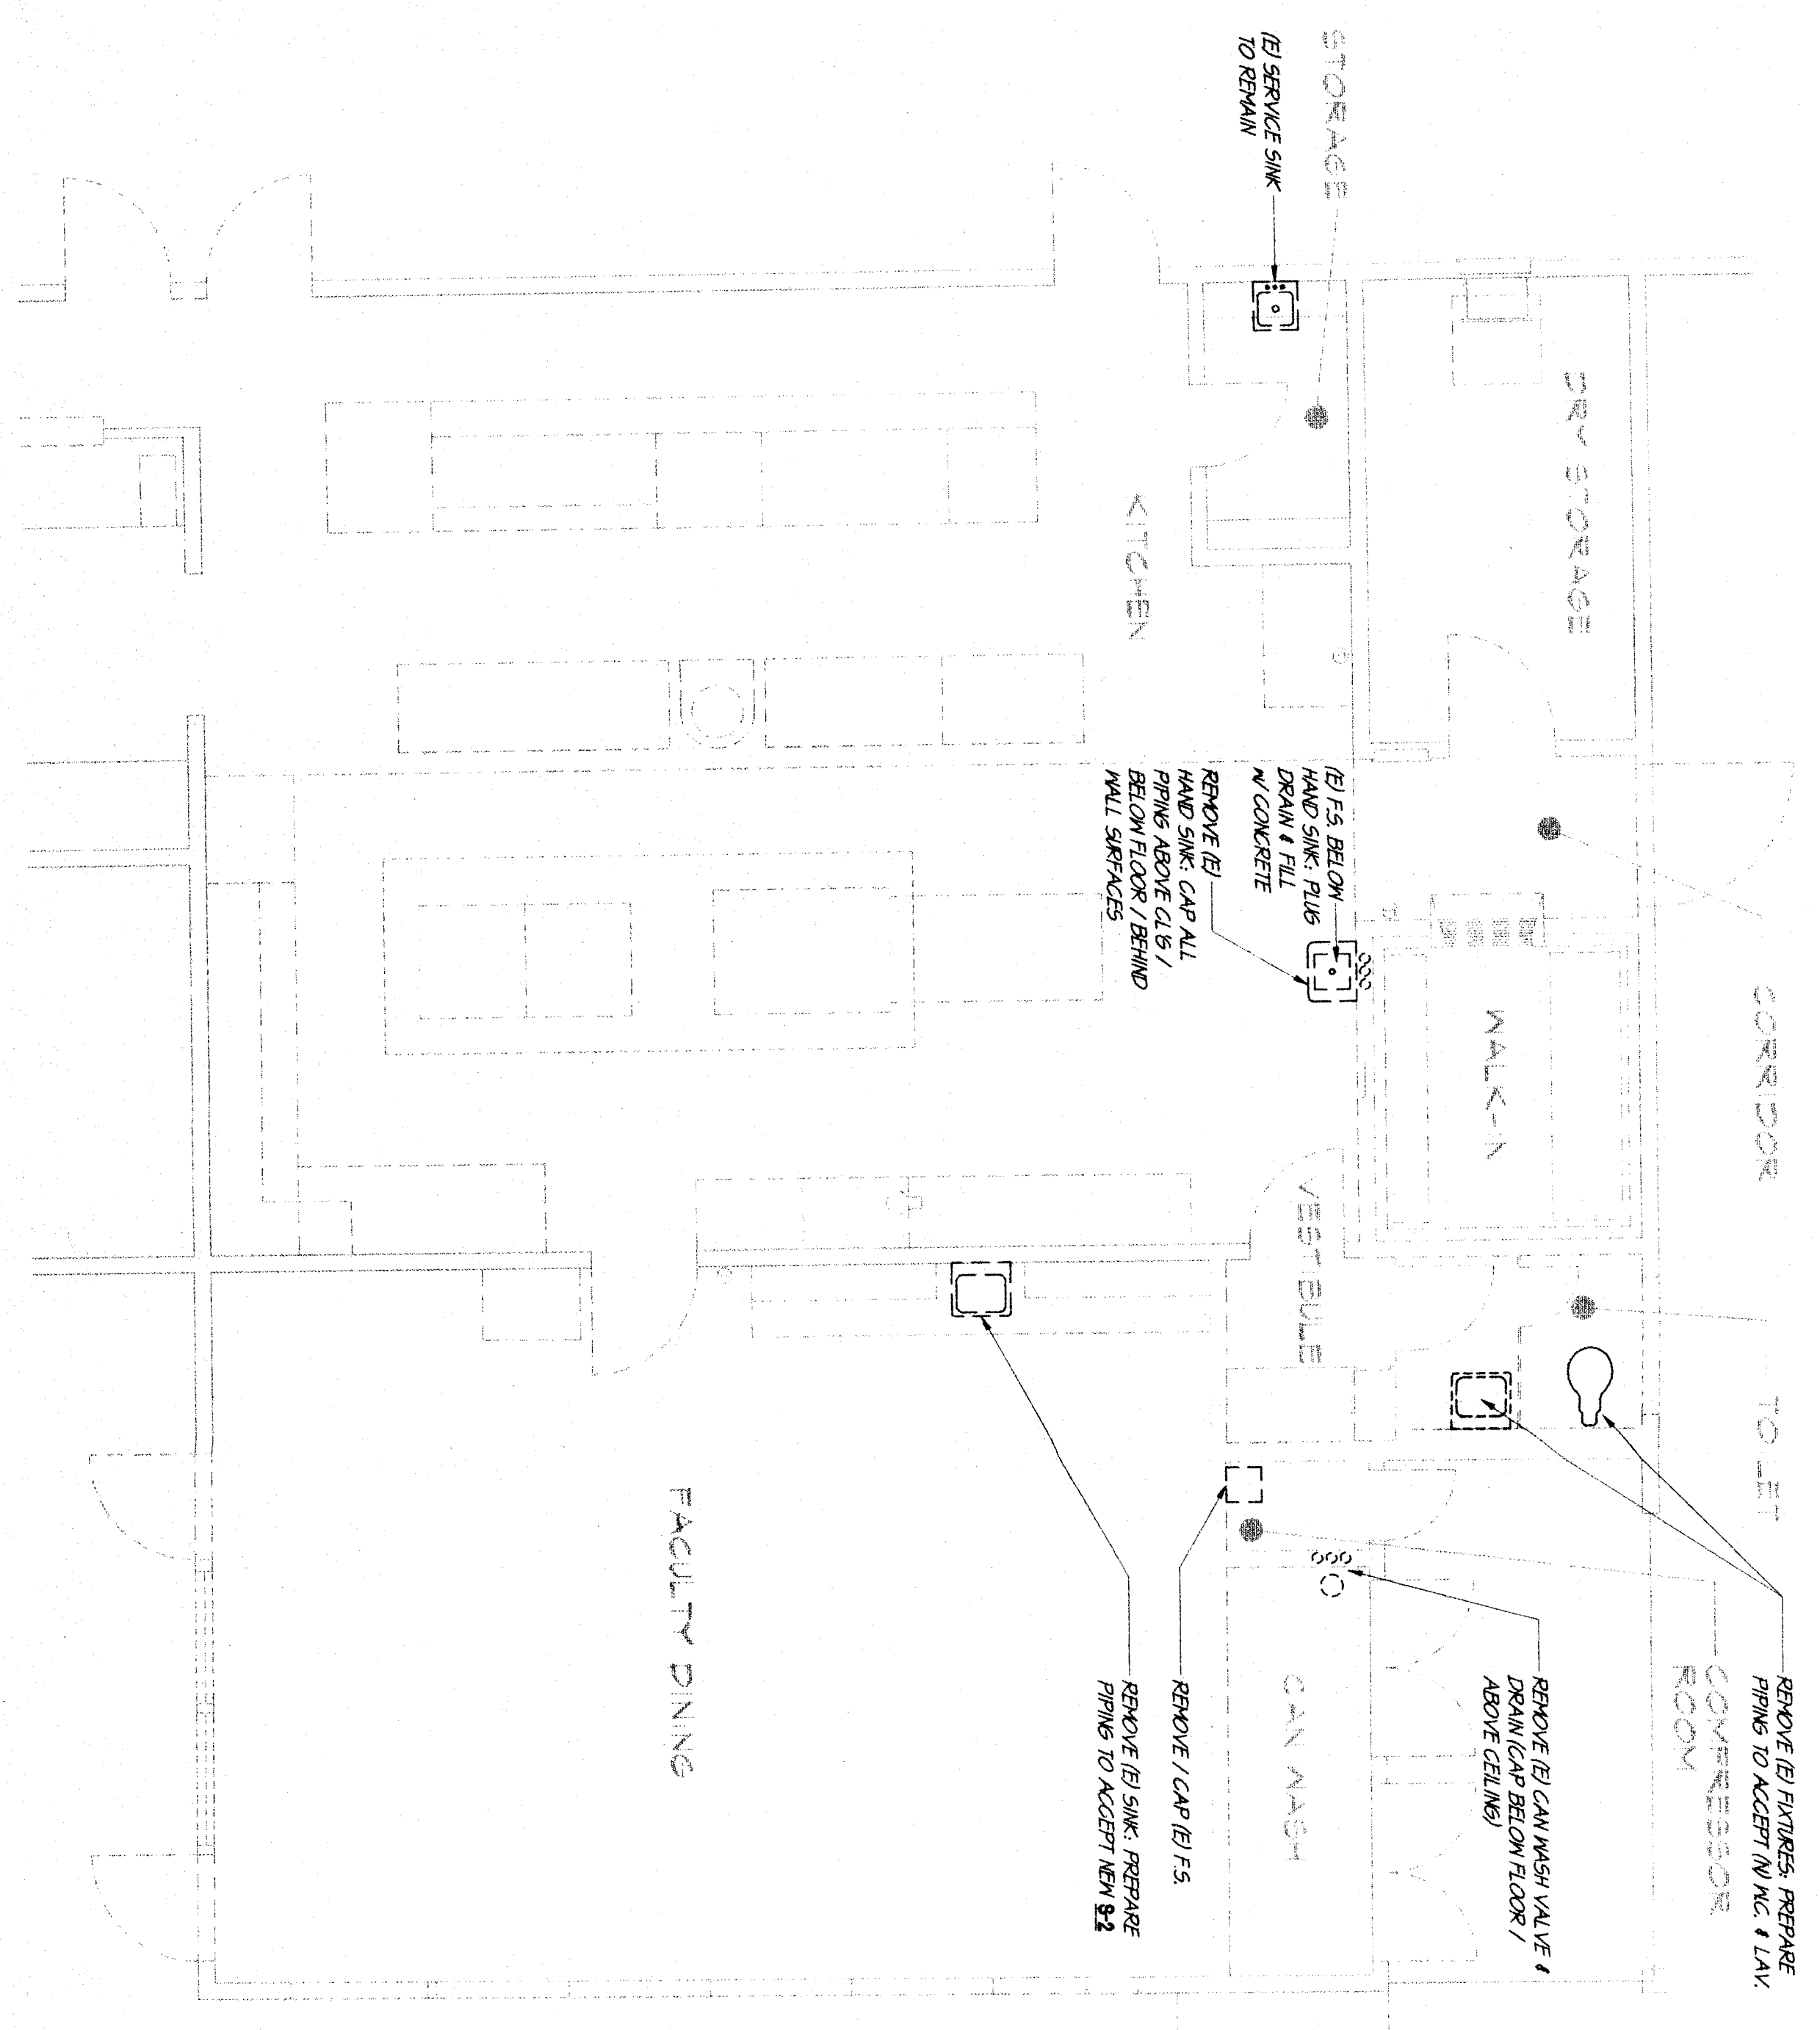 STORAGE
(E) SERVICE SINK
TO REMAIN
DRY STORAGE
KITCHEN
(E) F.S. BELOW
HAND SINK: PLUG
DRAIN & FILL
W/ CONCRETE
REMOVE (E)
HAND SINK: CAP ALL
PIPING ABOVE CL'G /
BELOW FLOOR / BEHIND
WALL SURFACES
CORRIDOR
WALK-IN
VESTIBULE
TOILET
FACULTY DINING
REMOVE (E) FIXTURES: PREPARE
PIPING TO ACCEPT (N) W.C. & LAV.
COMPRESSOR
ROOM
REMOVE (E) CAN WASH VALVE &
DRAIN (CAP BELOW FLOOR /
ABOVE CEILING)
CAN WASH
REMOVE / CAP (E) F.S.
REMOVE (E) SINK: PREPARE
PIPING TO ACCEPT NEW S-2